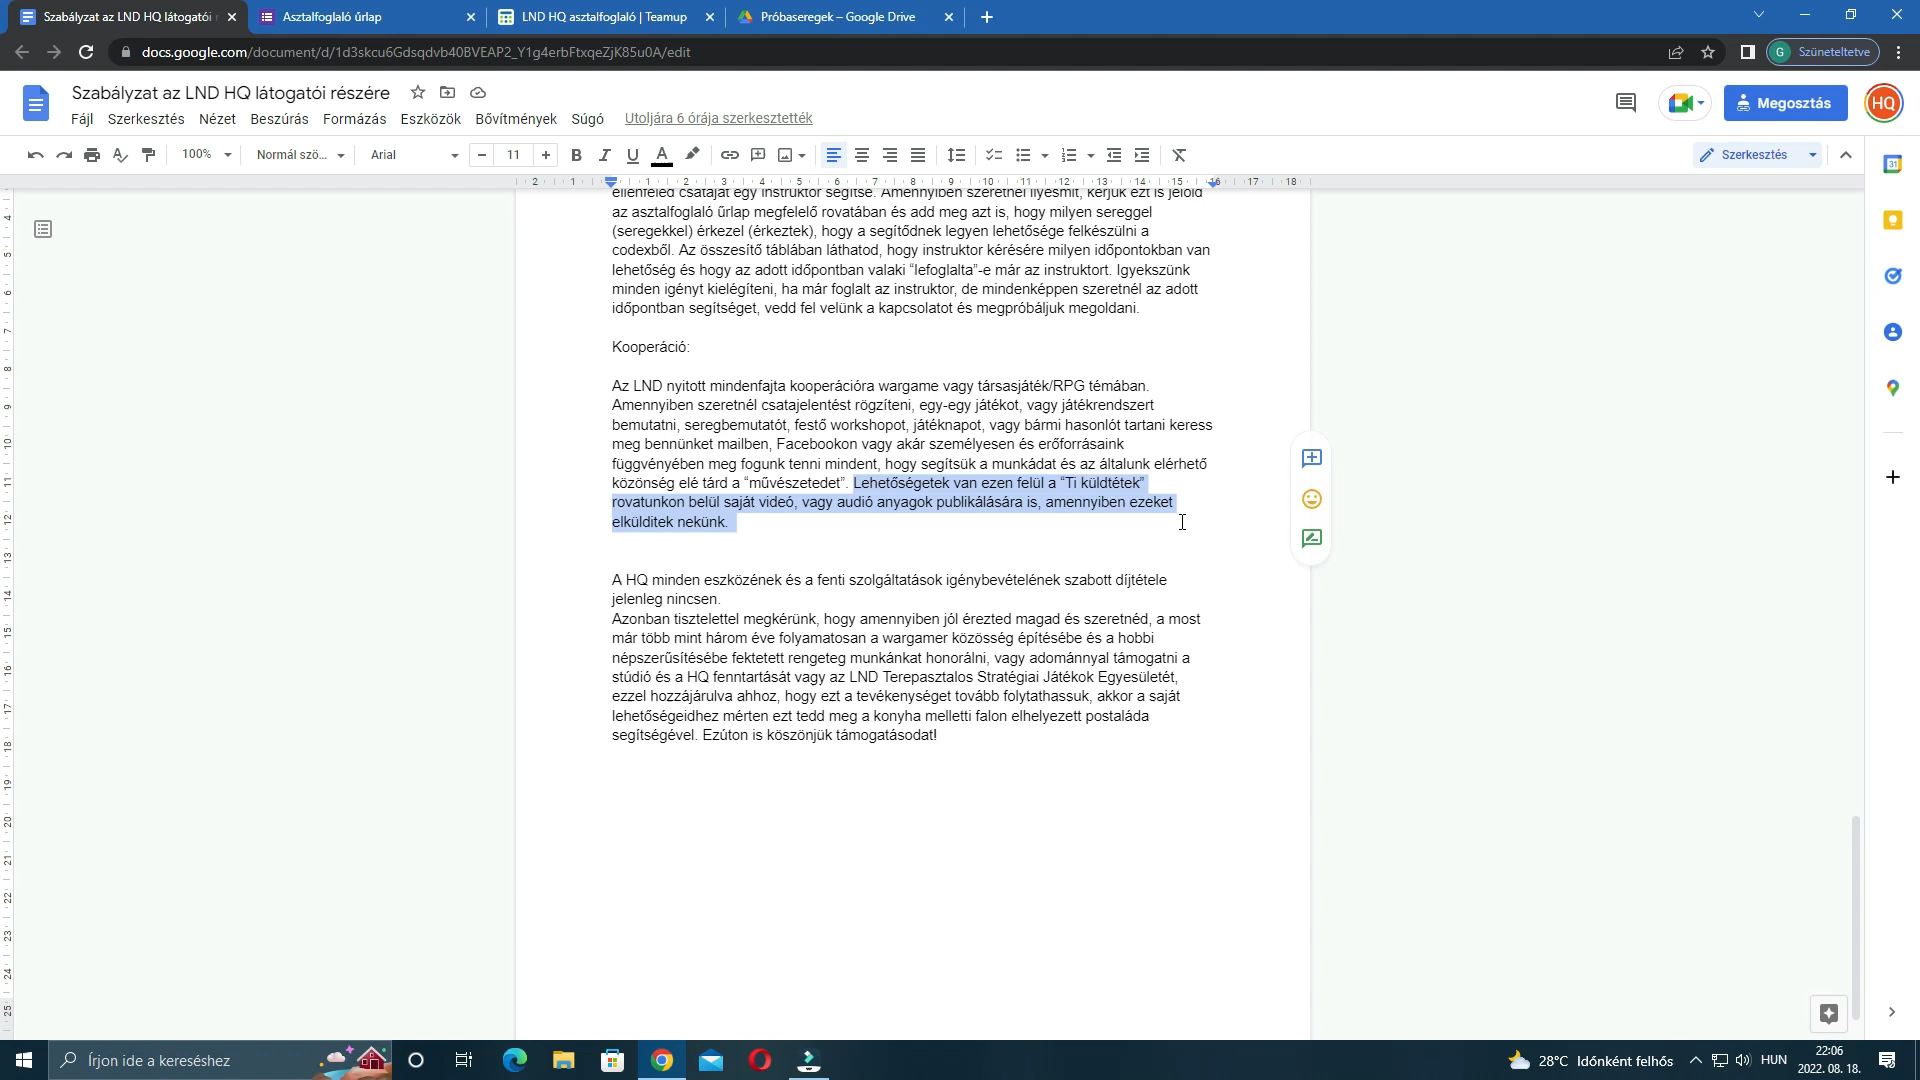 Szabályzat az LND HQ látogatói
Asztalfoglaló űrlap
LND HQ asztalfoglaló | Teamup
Próbaseregek – Google Drive
docs.google.com/document/d/1d3skcu6Gdsqdvb40BVEAP2_Y1g4erbFtxqeZjK85u0A/edit
G Szüneteltetve
Szabályzat az LND HQ látogatói részére
Fájl Szerkesztés Nézet Beszúrás Formázás Eszközök Bővítmények Súgó Utoljára 6 órája szerkesztették
Megosztás
HQ
100% Normál szö... Arial 11
Szerkesztés
ellenfeled csatáját egy instruktor segítse. Amennyiben szeretnél ilyesmit, kérjük ezt is jelöld
az asztalfoglaló űrlap megfelelő rovatában és add meg azt is, hogy milyen sereggel
(seregekkel) érkezel (érkeztek), hogy a segítődnek legyen lehetősége felkészülni a
codexből. Az összesítő táblában láthatod, hogy instruktor kérésére milyen időpontokban van
lehetőség és hogy az adott időpontban valaki “lefoglalta”-e már az instruktort. Igyekszünk
minden igényt kielégíteni, ha már foglalt az instruktor, de mindenképpen szeretnél az adott
időpontban segítséget, vedd fel velünk a kapcsolatot és megpróbáljuk megoldani.
Kooperáció:
Az LND nyitott mindenfajta kooperációra wargame vagy társasjáték/RPG témában.
Amennyiben szeretnél csatajelentést rögzíteni, egy-egy játékot, vagy játékrendszert
bemutatni, seregbemutatót, festő workshopot, játéknapot, vagy bármi hasonlót tartani keress
meg bennünket mailben, Facebookon vagy akár személyesen és erőforrásaink
függvényében meg fogunk tenni mindent, hogy segítsük a munkádat és az általunk elérhető
közönség elé tárd a “művészetedet”. Lehetőségetek van ezen felül a “Ti küldtétek”
rovatunkon belül saját videó, vagy audió anyagok publikálására is, amennyiben ezeket
elkülditek nekünk.
A HQ minden eszközének és a fenti szolgáltatások igénybevételének szabott díjtétele
jelenleg nincsen.
Azonban tisztelettel megkérünk, hogy amennyiben jól érezted magad és szeretnéd, a most
már több mint három éve folyamatosan a wargamer közösség építésébe és a hobbi
népszerűsítésébe fektetett rengeteg munkánkat honorálni, vagy adománnyal támogatni a
stúdió és a HQ fenntartását vagy az LND Terepasztalos Stratégiai Játékok Egyesületét,
ezzel hozzájárulva ahhoz, hogy ezt a tevékenységet tovább folytathassuk, akkor a saját
lehetőségeidhez mérten ezt tedd meg a konyha melletti falon elhelyezett postaláda
segítségével. Ezúton is köszönjük támogatásodat!
Írjon ide a kereséshez
28°C Időnként felhős
HUN
22:06
2022. 08. 18.